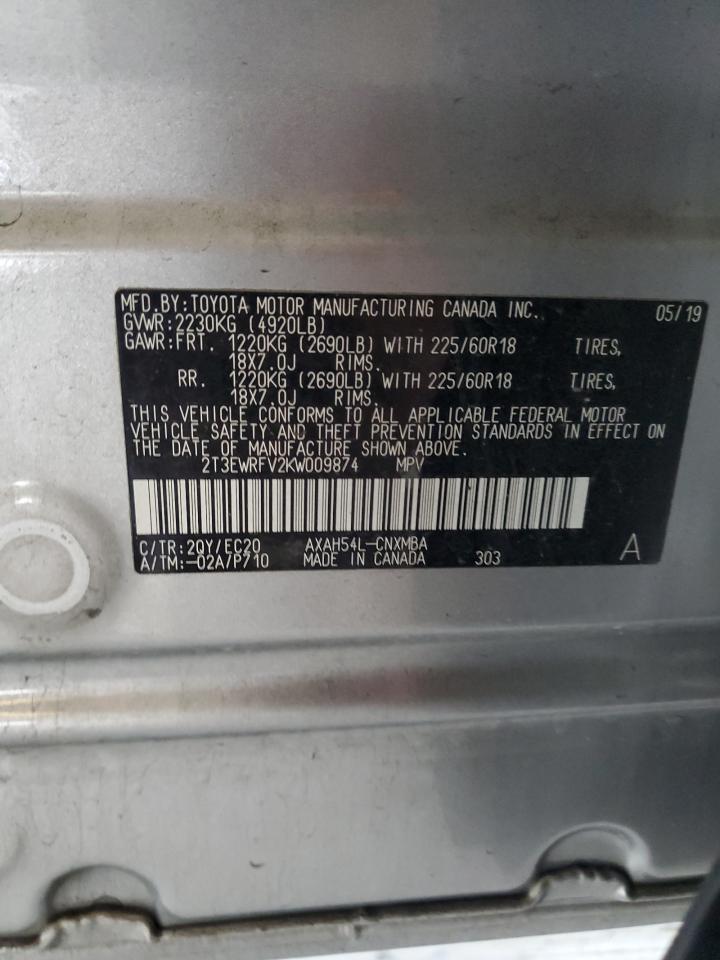 MFD.BY:TOYOTA MOTOR MANUFACTURING CANADA INC. 05/19
GVWR:2230KG (4920LB)
GAWR:FRT. 1220KG (2690LB) WITH 225/60R18 TIRES,
18X7.0J RIMS.
RR. 1220KG (2690LB) WITH 225/60R18 TIRES,
18X7.0J RIMS.
THIS VEHICLE CONFORMS TO ALL APPLICABLE FEDERAL MOTOR
VEHICLE SAFETY AND THEFT PREVENTION STANDARDS IN EFFECT ON
THE DATE OF MANUFACTURE SHOWN ABOVE.
2T3EWRFV2KW009874 MPV
C/TR:2QY/EC20 AXAH54L-CNXMBA
A/TM:-02A/P710 MADE IN CANADA 303 A